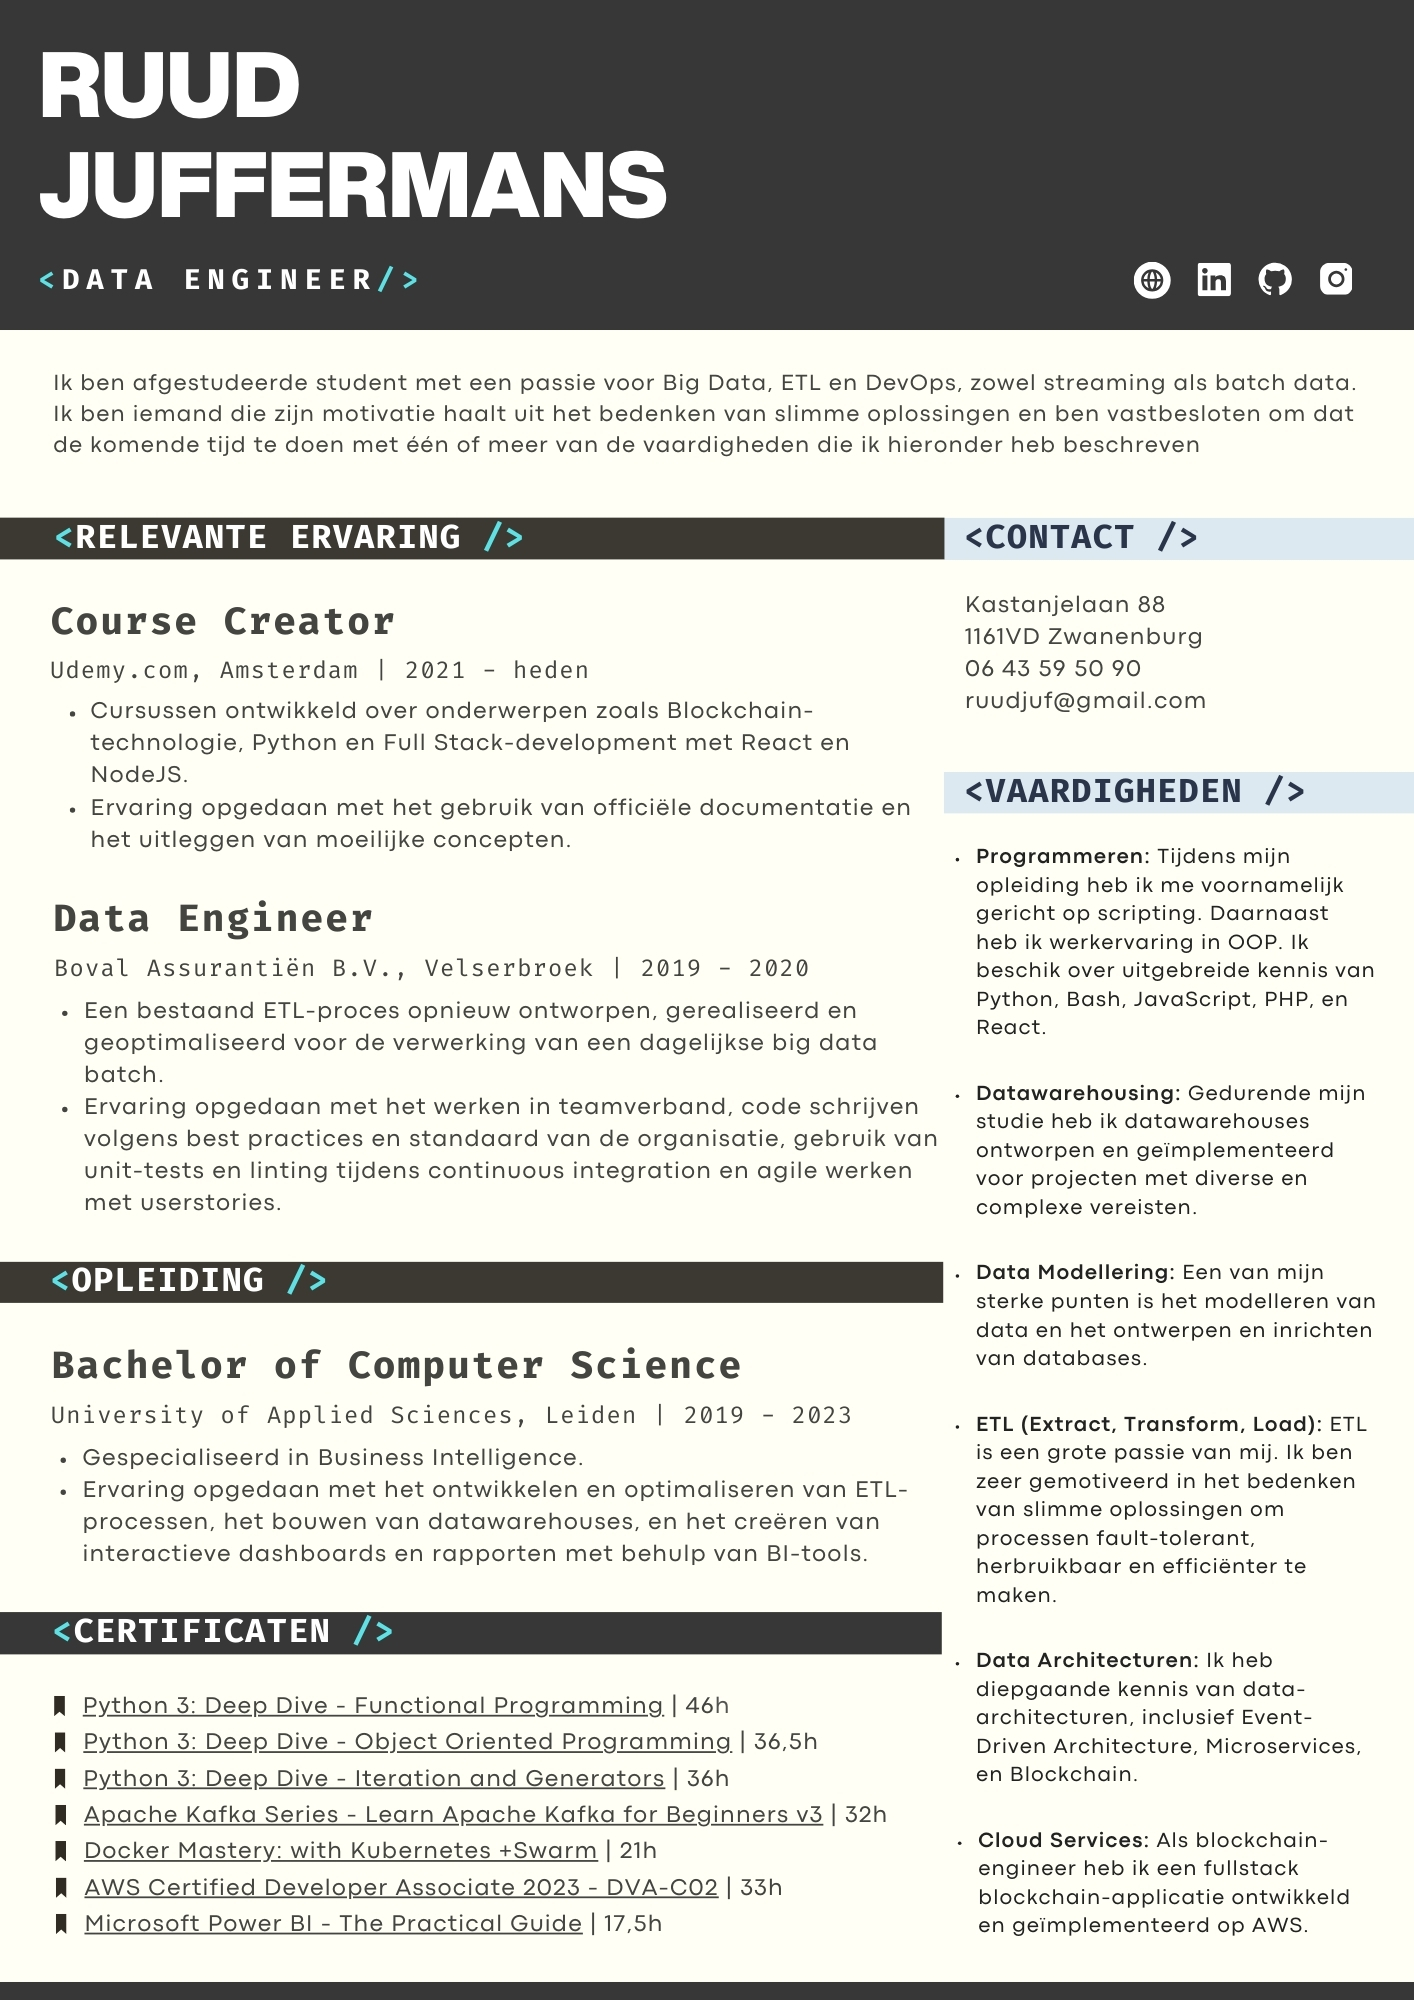 RUUD
JUFFERMANS
<DATA ENGINEER/>
Ik ben afgestudeerde student met een passie voor Big Data, ETL en DevOps, zowel streaming als batch data.
Ik ben iemand die zijn motivatie haalt uit het bedenken van slimme oplossingen en ben vastbesloten om dat
de komende tijd te doen met één of meer van de vaardigheden die ik hieronder heb beschreven
<RELEVANTE ERVARING />
Course Creator
Udemy.com, Amsterdam | 2021 - heden
• Cursussen ontwikkeld over onderwerpen zoals Blockchain-
technologie, Python en Full Stack-development met React en
NodeJS.
• Ervaring opgedaan met het gebruik van officiële documentatie en
het uitleggen van moeilijke concepten.
Data Engineer
Boval Assurantiën B.V., Velserbroek | 2019 - 2020
• Een bestaand ETL-proces opnieuw ontworpen, gerealiseerd en
geoptimaliseerd voor de verwerking van een dagelijkse big data
batch.
• Ervaring opgedaan met het werken in teamverband, code schrijven
volgens best practices en standaard van de organisatie, gebruik van
unit-tests en linting tijdens continuous integration en agile werken
met userstories.
<OPLEIDING />
Bachelor of Computer Science
University of Applied Sciences, Leiden | 2019 - 2023
• Gespecialiseerd in Business Intelligence.
• Ervaring opgedaan met het ontwikkelen en optimaliseren van ETL-
processen, het bouwen van datawarehouses, en het creëren van
interactieve dashboards en rapporten met behulp van BI-tools.
<CERTIFICATEN />
Python 3: Deep Dive - Functional Programming | 46h
Python 3: Deep Dive - Object Oriented Programming | 36,5h
Python 3: Deep Dive - Iteration and Generators | 36h
Apache Kafka Series - Learn Apache Kafka for Beginners v3 | 32h
Docker Mastery: with Kubernetes +Swarm | 21h
AWS Certified Developer Associate 2023 - DVA-C02 | 33h
Microsoft Power BI - The Practical Guide | 17,5h
<CONTACT />
Kastanjelaan 88
1161VD Zwanenburg
06 43 59 50 90
ruudjuf@gmail.com
<VAARDIGHEDEN />
• Programmeren: Tijdens mijn
opleiding heb ik me voornamelijk
gericht op scripting. Daarnaast
heb ik werkervaring in OOP. Ik
beschik over uitgebreide kennis van
Python, Bash, JavaScript, PHP, en
React.
• Datawarehousing: Gedurende mijn
studie heb ik datawarehouses
ontworpen en geïmplementeerd
voor projecten met diverse en
complexe vereisten.
• Data Modellering: Een van mijn
sterke punten is het modelleren van
data en het ontwerpen en inrichten
van databases.
• ETL (Extract, Transform, Load): ETL
is een grote passie van mij. Ik ben
zeer gemotiveerd in het bedenken
van slimme oplossingen om
processen fault-tolerant,
herbruikbaar en efficiënter te
maken.
• Data Architecturen: Ik heb
diepgaande kennis van data-
architecturen, inclusief Event-
Driven Architecture, Microservices,
en Blockchain.
• Cloud Services: Als blockchain-
engineer heb ik een fullstack
blockchain-applicatie ontwikkeld
en geïmplementeerd op AWS.